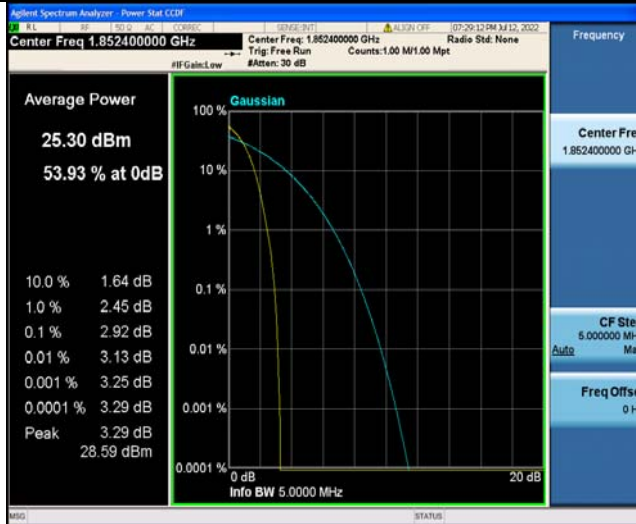 Agilent Spectrum Analyzer - Power Stat CCDF
RL RF 50 Ω AC CORREC SENSE:INT ALIGN OFF 07:29:12 PM Jul 12, 2022
Center Freq 1.852400000 GHz
Center Freq: 1.852400000 GHz Radio Std: None
Trig: Free Run Counts:1.00 M/1.00 Mpt
#IFGain:Low #Atten: 30 dB
Frequency
Average Power
25.30 dBm
53.93 % at 0dB
10.0 % 1.64 dB
1.0 % 2.45 dB
0.1 % 2.92 dB
0.01 % 3.13 dB
0.001 % 3.25 dB
0.0001 % 3.29 dB
Peak 3.29 dB
28.59 dBm
Gaussian
100 %
10 %
1 %
0.1 %
0.01 %
0.001 %
0.0001 %
0 dB 20 dB
Info BW 5.0000 MHz
Center Fre
1.852400000 GH
CF Ste
5.000000 MH
Auto Ma
Freq Offs
0 H
MSG STATUS